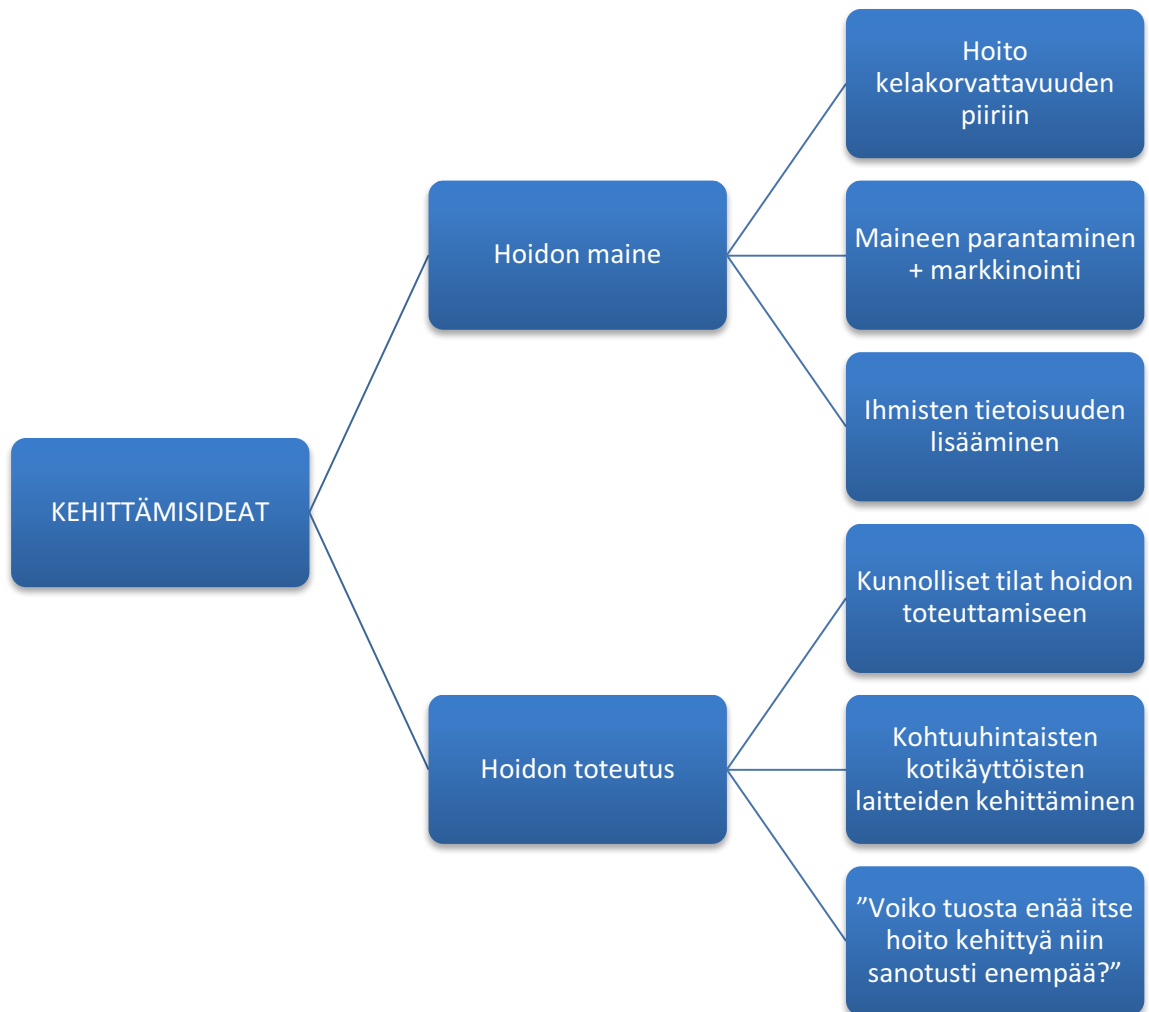 KEHITTÄMISIDEAT
Hoidon maine
Hoito
kelakorvattavuuden
piiriin
Maineen parantaminen
+ markkinointi
Ihmisten tietoisuuden
lisääminen
Hoidon toteutus
Kunnolliset tilat hoidon
toteuttamiseen
Kohtuuhintaisten
kotikäyttöisten
laitteiden kehittäminen
”Voiko tuosta enää itse
hoito kehittyä niin
sanotusti enempää?”